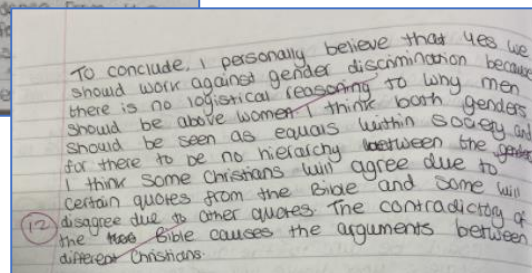 To conclude, I personally believe that yes we
should work against gender discrimination because
there is no logistical reasoning to why men
should be above women. I think both genders
should be seen as equals within society and
for there to be no hierarchy between the gender
I think some Christians will agree due to
certain quotes from the Bible and some will
12 disagree due to other quotes. The contradictory of
the Bible causes the arguments between
different Christians.